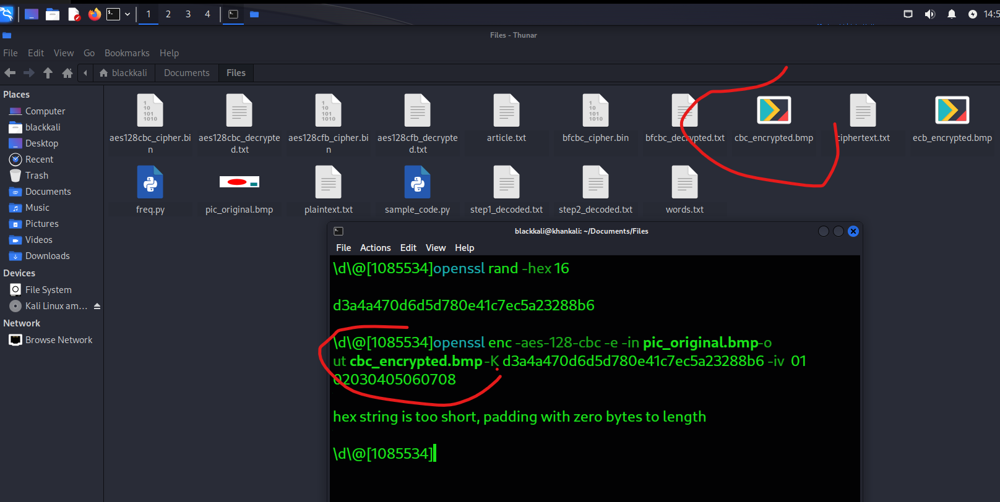 1 2 3 4 14:5
Files - Thunar
File Edit View Go Bookmarks Help
blackkali Documents Files
Places
Computer
blackkali
Desktop
Recent
Trash
Documents
Music
Pictures
Videos
Downloads
Devices
File System
Kali Linux am...
Network
Browse Network
aes128cbc_cipher.bi
n
aes128cbc_decrypte
d.txt
aes128cfb_cipher.bi
n
aes128cfb_decrypte
d.txt
article.txt
bfcbc_cipher.bin
bfcbc_decrypted.txt
cbc_encrypted.bmp
ciphertext.txt
ecb_encrypted.bmp
freq.py
pic_original.bmp
plaintext.txt
sample_code.py
step1_decoded.txt
step2_decoded.txt
words.txt
blackkali@khankali: ~/Documents/Files
File Actions Edit View Help
\d\@[1085534]openssl rand -hex 16
d3a4a470d6d5d780e41c7ec5a23288b6
\d\@[1085534]openssl enc -aes-128-cbc -e -in pic_original.bmp -o
ut cbc_encrypted.bmp -K d3a4a470d6d5d780e41c7ec5a23288b6 -iv 01
02030405060708
hex string is too short, padding with zero bytes to length
\d\@[1085534]